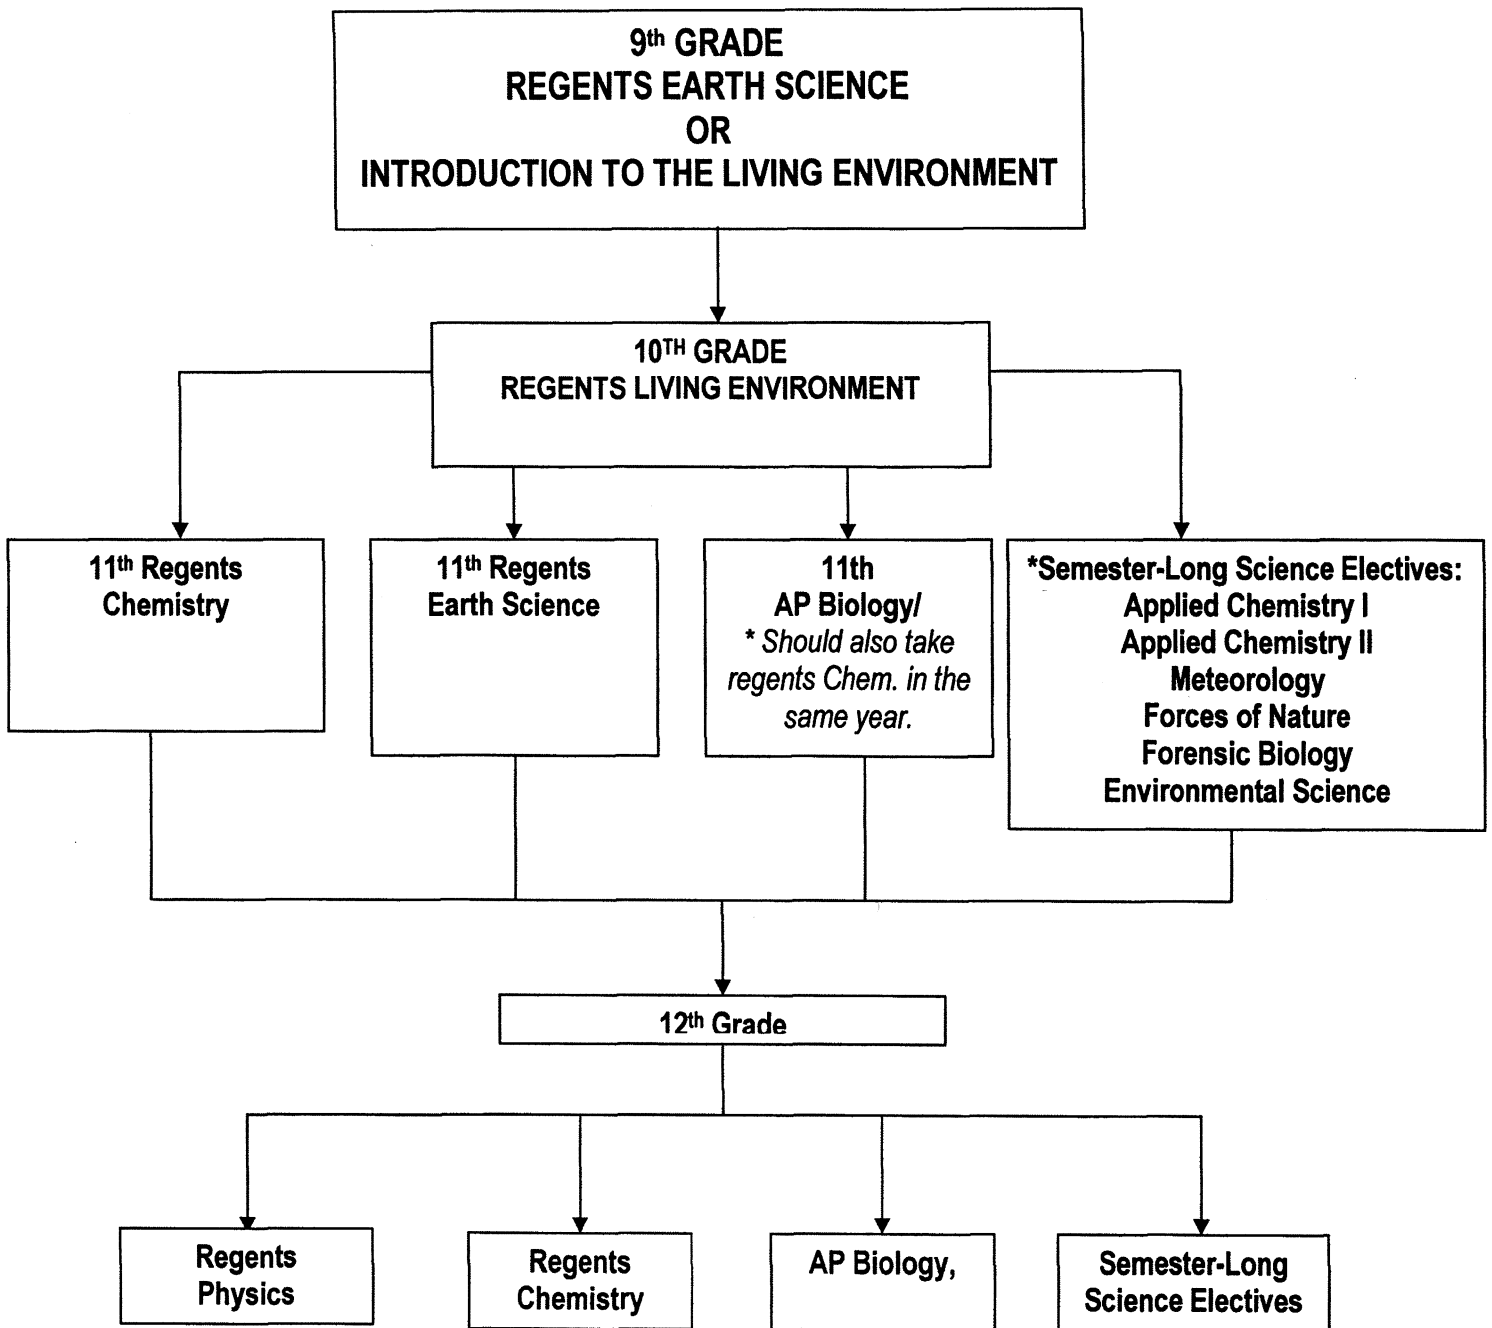 9th GRADE
REGENTS EARTH SCIENCE
OR
INTRODUCTION TO THE LIVING ENVIRONMENT
10TH GRADE
REGENTS LIVING ENVIRONMENT
11th Regents
Chemistry
11th Regents
Earth Science
11th
AP Biology/
* Should also take
regents Chem. in the
same year.
*Semester-Long Science Electives:
Applied Chemistry I
Applied Chemistry II
Meteorology
Forces of Nature
Forensic Biology
Environmental Science
12th Grade
Regents
Physics
Regents
Chemistry
AP Biology,
Semester-Long
Science Electives